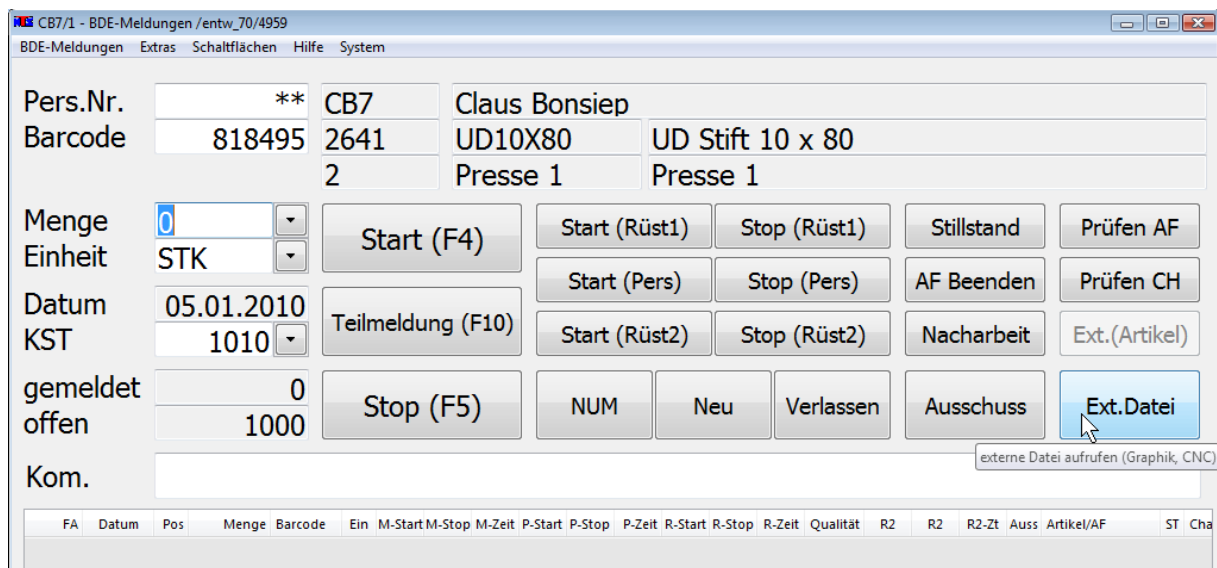 CB7/1 - BDE-Meldungen /entw_70/4959
BDE-Meldungen Extras Schaltflächen Hilfe System
Pers.Nr. ** CB7 Claus Bonsiep
Barcode 818495 2641 UD10X80 UD Stift 10 x 80
2 Presse 1 Presse 1
Menge 0 Start (F4) Start (Rüst1) Stop (Rüst1) Stillstand Prüfen AF
Einheit STK Start (Pers) Stop (Pers) AF Beenden Prüfen CH
Datum 05.01.2010 Teilmeldung (F10)
KST 1010 Start (Rüst2) Stop (Rüst2) Nacharbeit Ext.(Artikel)
gemeldet 0 Stop (F5) NUM Neu Verlassen Ausschuss Ext.Datei
offen 1000
externe Datei aufrufen (Graphik, CNC)
Kom.
FA Datum Pos Menge Barcode Ein M-Start M-Stop M-Zeit P-Start P-Stop P-Zeit R-Start R-Stop R-Zeit Qualität R2 R2 R2-Zt Auss Artikel/AF ST Cha